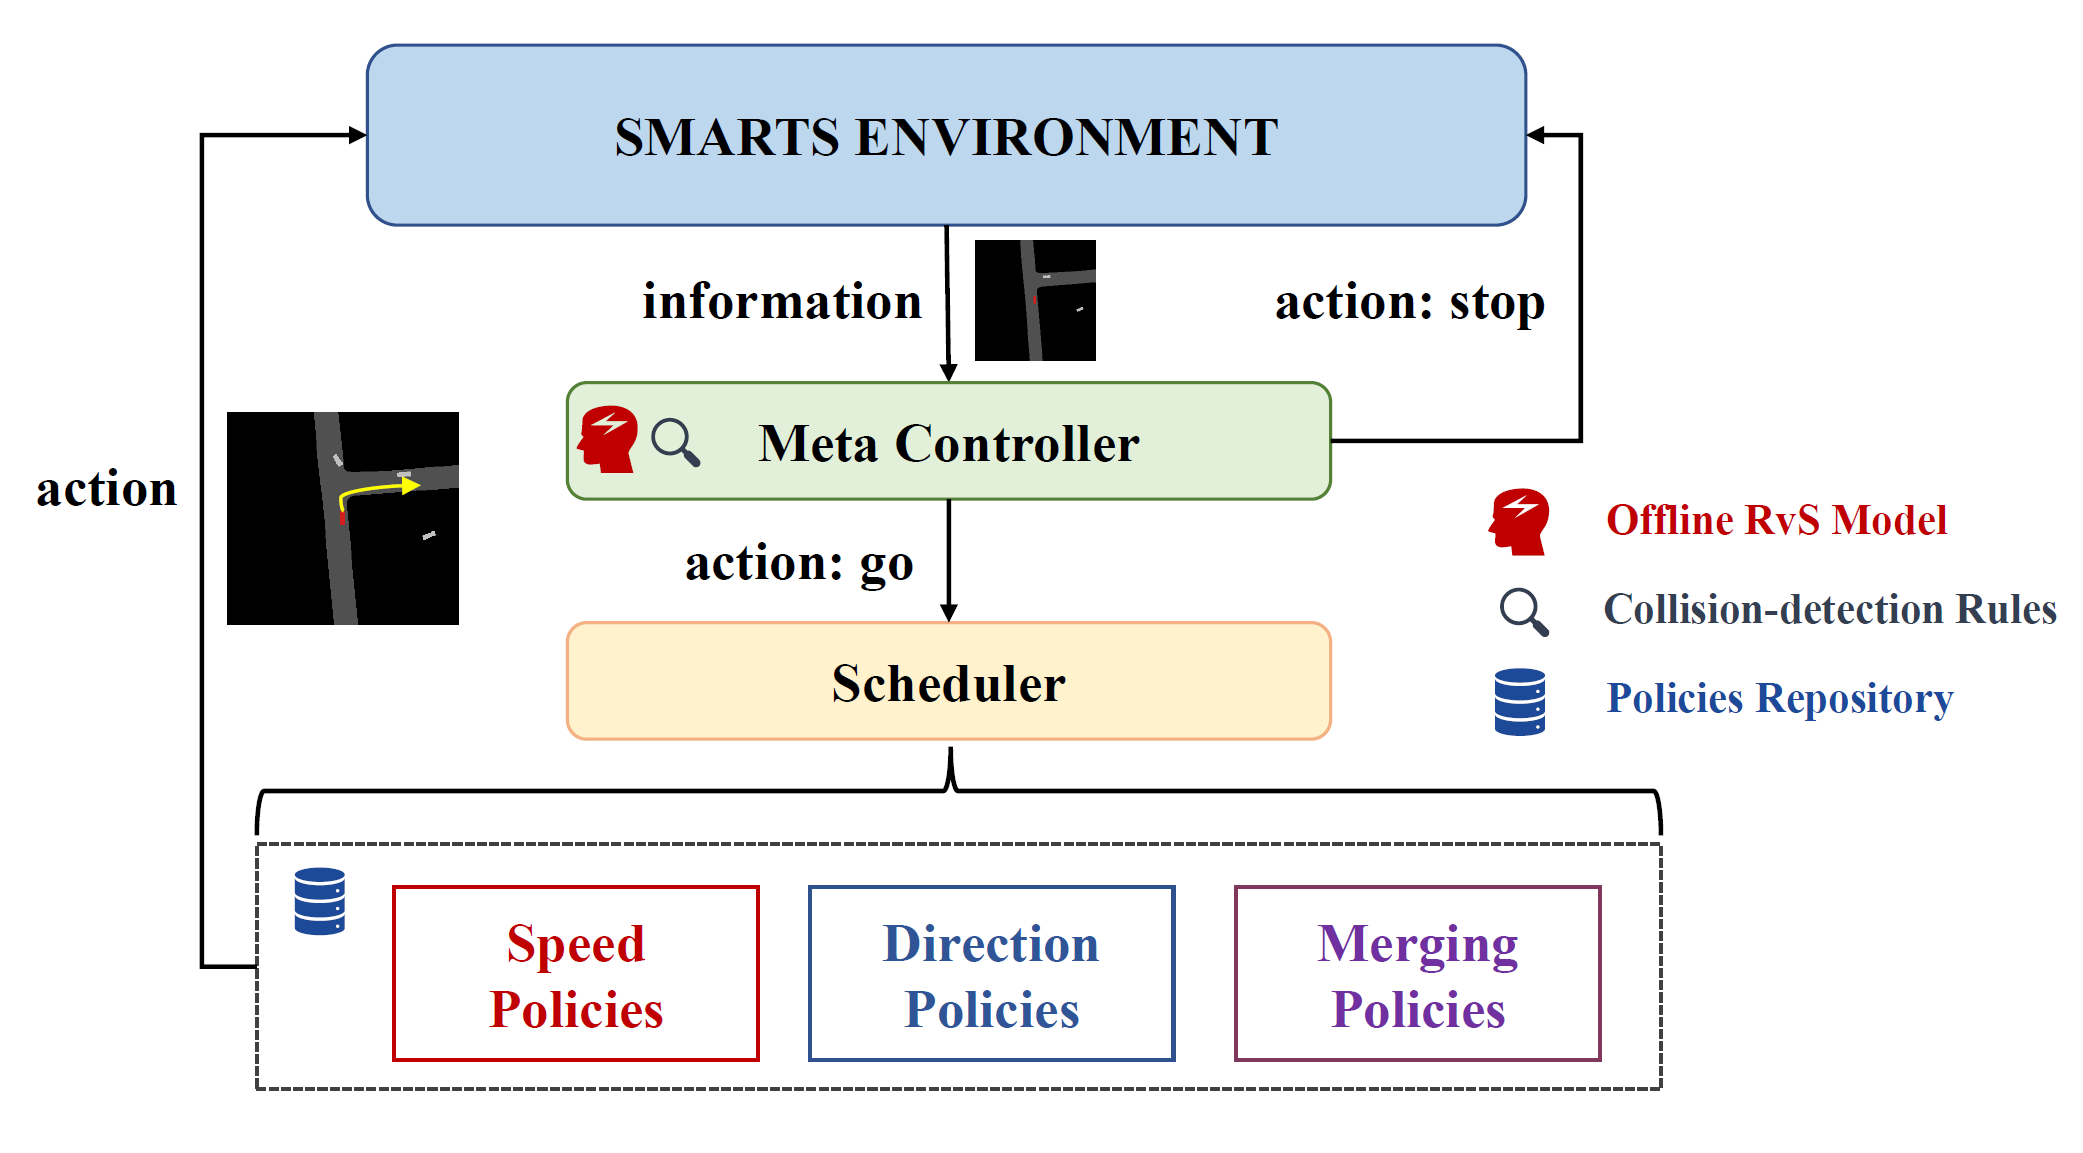 SMARTS ENVIRONMENT
information
action: stop
Meta Controller
action
action: go
Offline RvS Model
Collision-detection Rules
Policies Repository
Scheduler
Speed
Policies
Direction
Policies
Merging
Policies